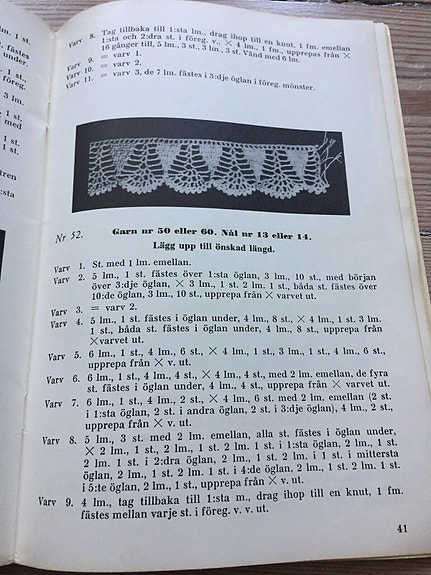 Varv 8. Tag tillbaka till 1:sta lm., drag ihop till en knut, 1 fm. emellan
1:sta och 2:dra st. i föreg. v., × 4 lm., 1 fm., upprepas från ×
16 gånger till, 5 lm., 3 st., 3 lm., 3 st. Vänd med 6 lm.
Varv 9. = varv 1.
Varv 10. = varv 2.
Varv 11. = varv 3, de 7 lm. fästes i 3:dje öglan i föreg. mönster.
Nr 52. Garn nr 50 eller 60. Nål nr 13 eller 14.
Lägg upp till önskad längd.
Varv 1. St. med 1 lm. emellan.
Varv 2. 5 lm., 1 st. fästes över 1:sta öglan, 3 lm., 10 st., med början
över 3:dje öglan, × 3 lm., 1 st. 2 lm. 1 st., båda st. fästes över
10:de öglan, 3 lm., 10 st., upprepa från × varvet ut.
Varv 3. = varv 2.
Varv 4. 5 lm., 1 st. fästes i öglan under, 4 lm., 8 st., × 4 lm., 1 st. 3 lm.
1 st., båda st. fästes i öglan under, 4 lm., 8 st., upprepa från
× varvet ut.
Varv 5. 6 lm., 1 st., 4 lm., 6 st., × 4 lm., 1 st., 3 lm., 1 st., 4 lm., 6 st.,
upprepa från × v. ut.
Varv 6. 6 lm., 1 st., 4 lm., 4 st., × 4 lm., 4 st., med 2 lm. emellan, de fyra
st. fästes i öglan under, 4 lm., 4 st., upprepa från × varvet ut.
Varv 7. 6 lm., 1 st., 4 lm., 2 st., × 4 lm., 6 st. med 2 lm. emellan (2 st.
i 1:sta öglan, 2 st. i andra öglan, 2 st. i 3:dje öglan), 4 lm., 2 st.,
upprepa från × v. ut.
Varv 8. 5 lm., 3 st. med 2 lm. emellan, alla st. fästes i öglan under,
× 2 lm., 1 st., 2 lm. 1 st. 2 lm. 1 st. i 1:sta öglan, 2 lm., 1 st.
2 lm. 1 st. i 2:dra öglan, 2 lm., 1 st. 2 lm. 1 st. i mittersta
öglan, 2 lm., 1 st. 2 lm. 1 st. i 4:de öglan, 2 lm., 1 st. 2 lm. 1 st.
i 5:te öglan, 2 lm., 1 st., upprepa från × v. ut.
Varv 9. 4 lm., tag tillbaka till 1:sta m., drag ihop till en knut, 1 fm.
fästes mellan varje st. i föreg. v. v. ut.
41